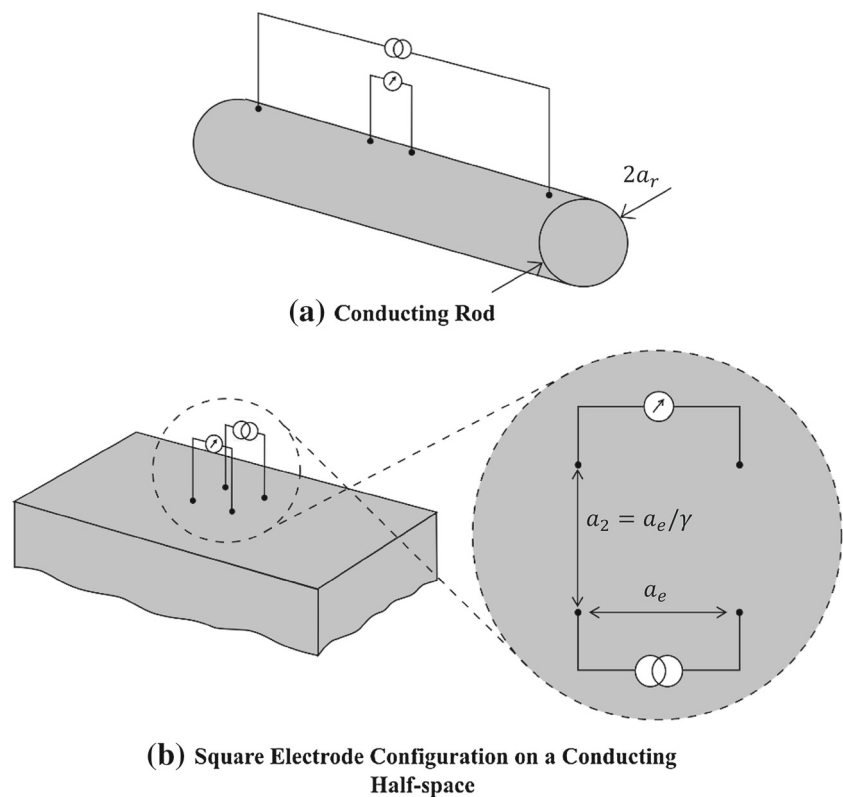 2a_r
(a) Conducting Rod
a_2 = a_e/γ
a_e
(b) Square Electrode Configuration on a Conducting
Half-space